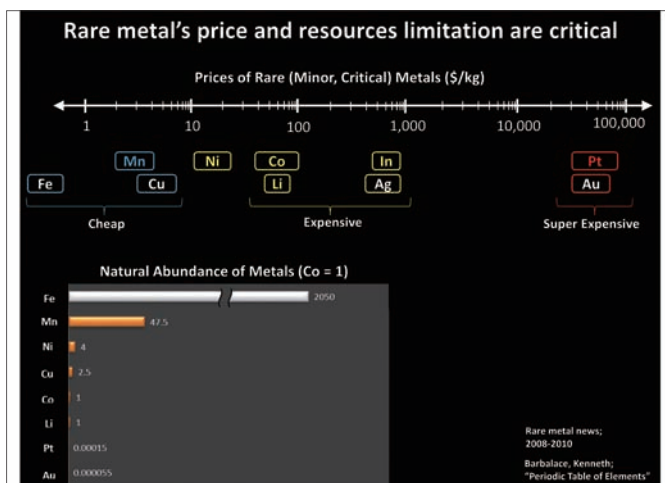 Rare metal's price and resources limitation are critical
Prices of Rare (Minor, Critical) Metals ($/kg)
1 10 100 1,000 10,000 100,000
Mn Ni Co In Pt
Fe Cu Li Ag Au
Cheap Expensive Super Expensive
Natural Abundance of Metals (Co = 1)
Fe 2050
Mn 47.5
Ni 4
Cu 2.5
Co 1
Li 1
Pt 0.00015
Au 0.000055
Rare metal news;
2008-2010
Barbalace, Kenneth;
"Periodic Table of Elements"